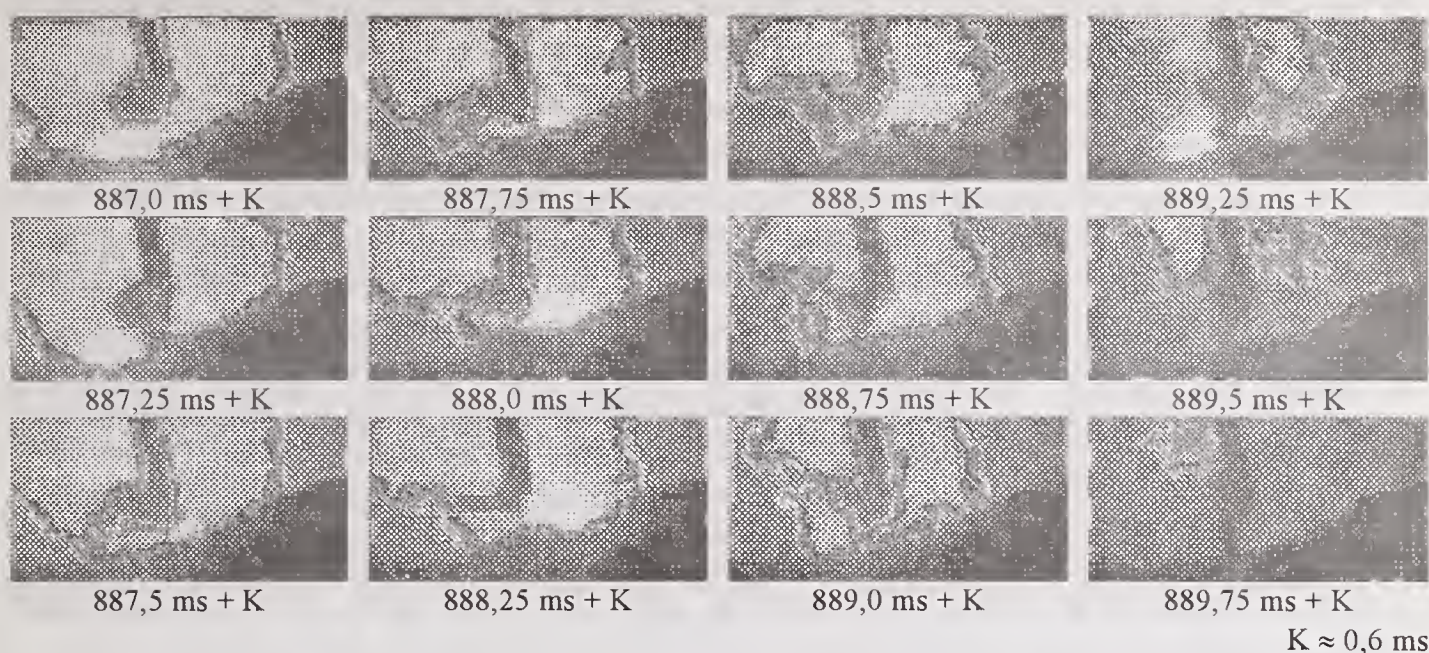 887,0 ms + K 887,75 ms + K 888,5 ms + K 889,25 ms + K
887,25 ms + K 888,0 ms + K 888,75 ms + K 889,5 ms + K
887,5 ms + K 888,25 ms + K 889,0 ms + K 889,75 ms + K
K ≈ 0,6 ms